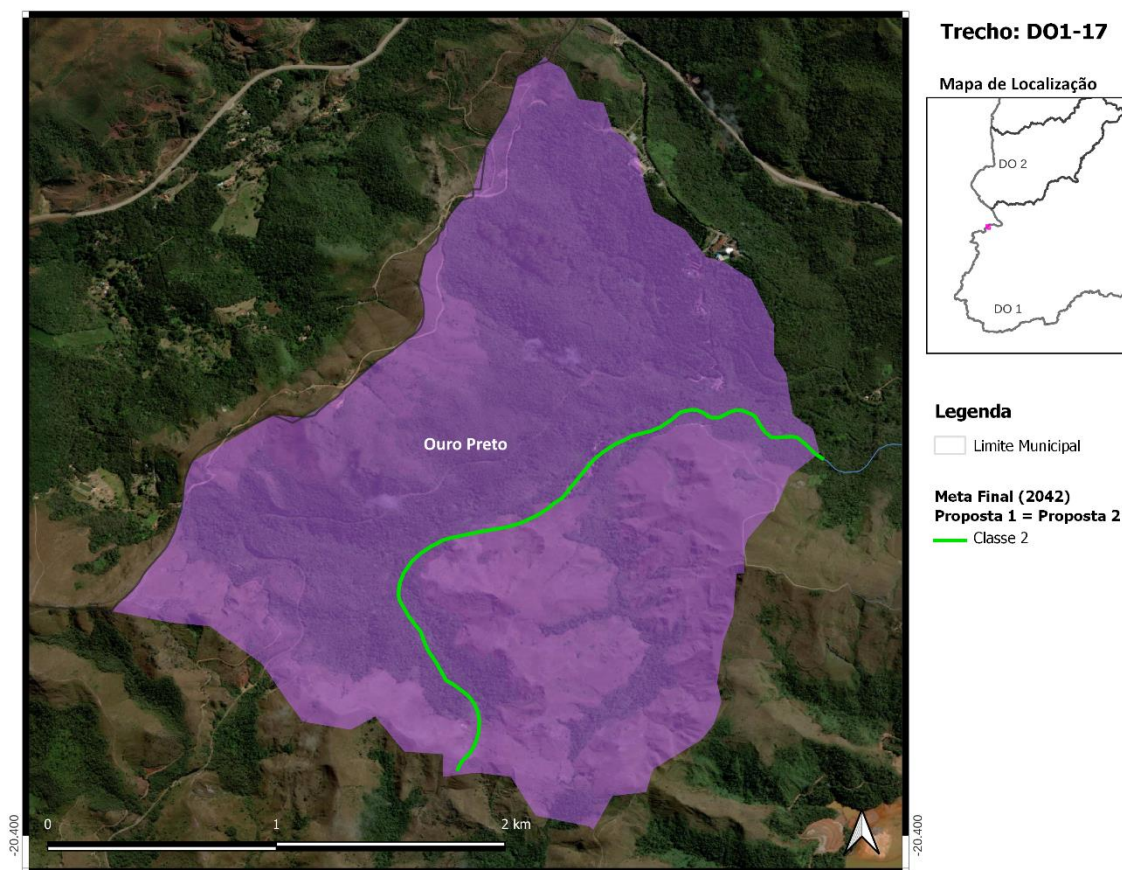 Trecho: DO1-17
Mapa de Localização
DO 2
DO 1
Ouro Preto
Legenda
Limite Municipal
Meta Final (2042)
Proposta 1 = Proposta 2
Classe 2
0 1 2 km
-20.400
-20.400